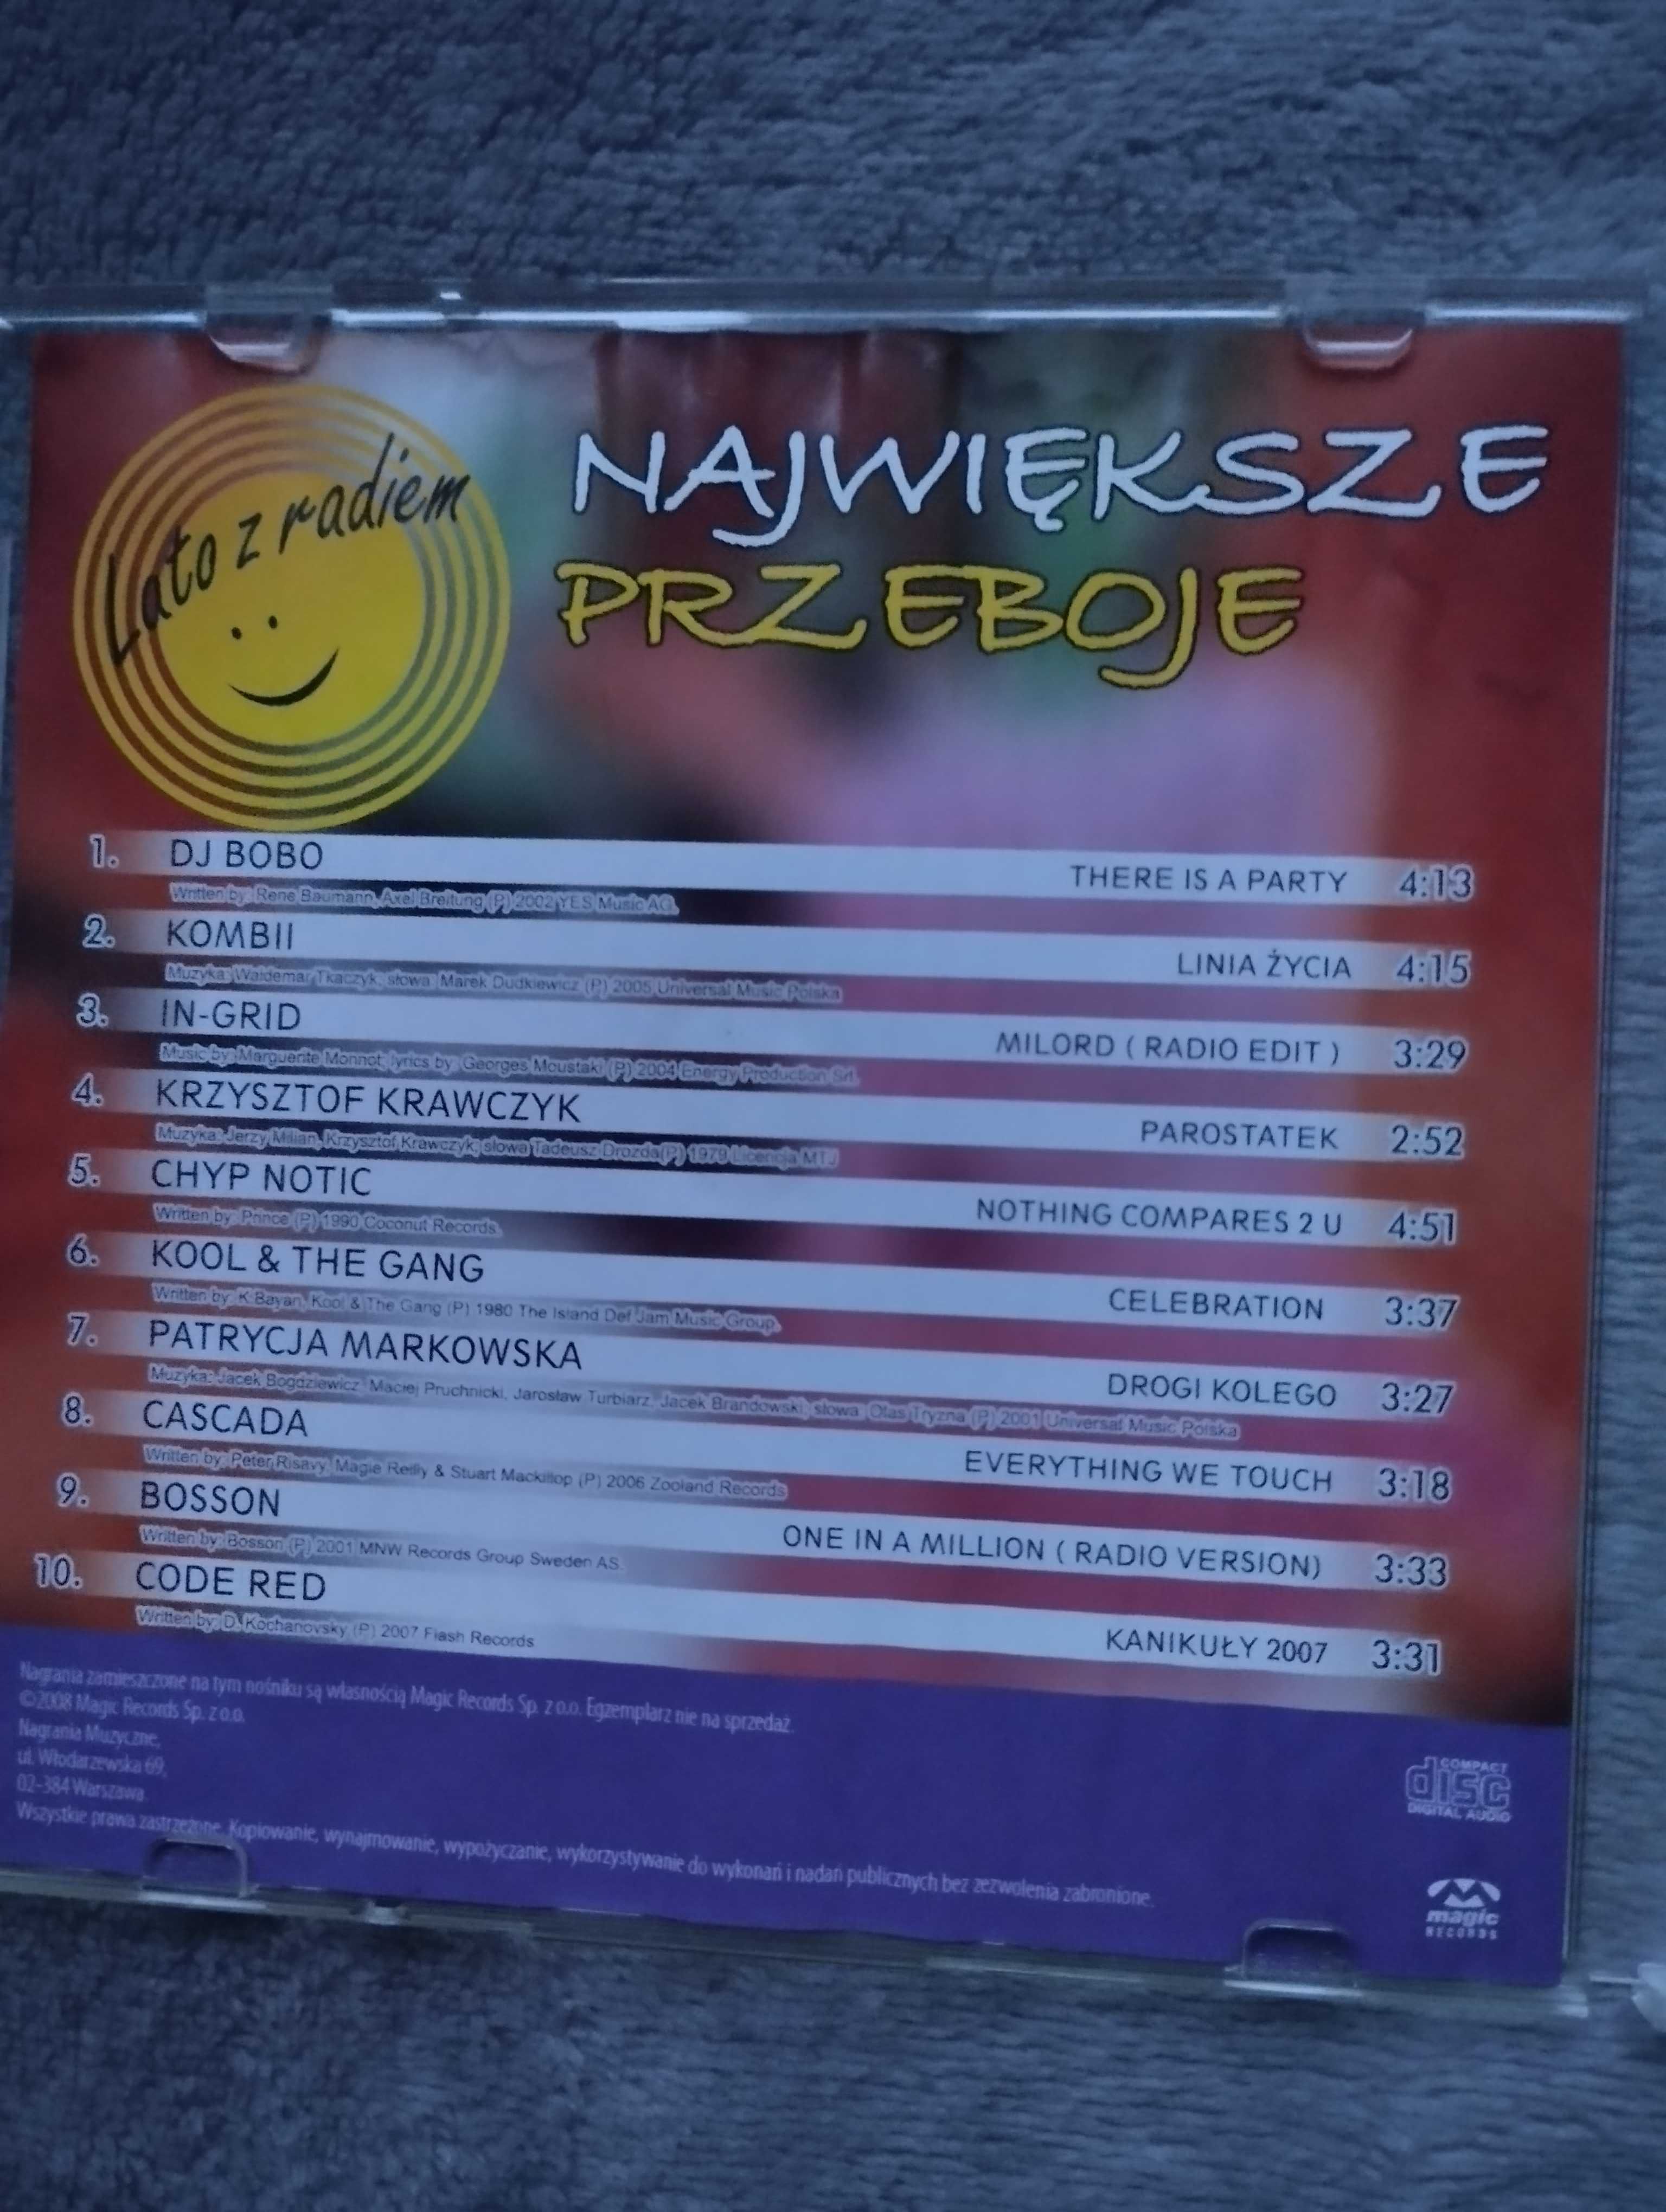 Lato z radiem
NAJWIĘKSZE
PRZEBOJE
1. DJ BOBO THERE IS A PARTY 4:13
Written by: Rene Baumann, Axel Breitung (P) 2002 YES Music AG.
2. KOMBII LINIA ŻYCIA 4:15
Muzyka: Waldemar Tkaczyk; słowa: Marek Dudkiewicz (P) 2005 Universal Music Polska
3. IN-GRID MILORD ( RADIO EDIT ) 3:29
Music by: Marguerite Monnot, lyrics by: Georges Moustaki (P) 2004 Energy Production Srl.
4. KRZYSZTOF KRAWCZYK PAROSTATEK 2:52
Muzyka: Jerzy Milian, Krzysztof Krawczyk; słowa Tadeusz Drozda(P) 1979 Licencja MTJ
5. CHYP NOTIC NOTHING COMPARES 2 U 4:51
Written by: Prince (P) 1990 Coconut Records.
6. KOOL & THE GANG CELEBRATION 3:37
Written by: K.Bayan, Kool & The Gang (P) 1980 The Island Def Jam Music Group.
7. PATRYCJA MARKOWSKA DROGI KOLEGO 3:27
Muzyka: Jacek Bogdziewicz, Maciej Pruchnicki, Jarosław Turbiarz, Jacek Brandowski, słowa: Olas Tryzna (P) 2001 Universal Music Polska
8. CASCADA EVERYTHING WE TOUCH 3:18
Written by: Peter Risavy, Magie Reilly & Stuart Mackillop (P) 2006 Zooland Records
9. BOSSON ONE IN A MILLION ( RADIO VERSION) 3:33
Written by: Bosson (P) 2001 MNW Records Group Sweden AS.
10. CODE RED KANIKUŁY 2007 3:31
Written by: D. Kochanovsky (P) 2007 Flash Records
Nagrania zamieszczone na tym nośniku są własnością Magic Records Sp. z o.o. Egzemplarz nie na sprzedaż.
©2008 Magic Records Sp. z o.o.
Nagrania Muzyczne,
ul. Włodarzewska 69,
02-384 Warszawa
Wszystkie prawa zastrzeżone. Kopiowanie, wynajmowanie, wypożyczanie, wykorzystywanie do wykonań i nadań publicznych bez zezwolenia zabronione.
COMPACT
disc
DIGITAL AUDIO
magic
RECORDS